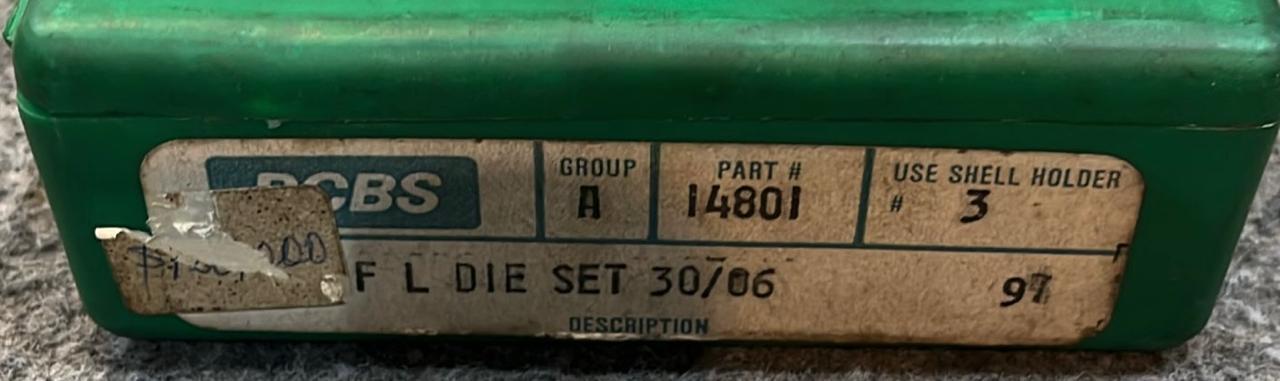 RCBS
GROUP
A
PART #
14801
USE SHELL HOLDER
# 3
F L DIE SET 30/06
97
DESCRIPTION